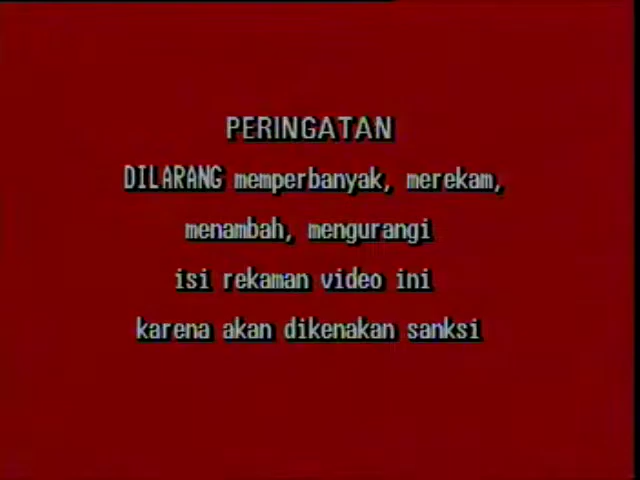 PERINGATAN
DILARANG memperbanyak, merekam,
menambah, mengurangi
isi rekaman video ini
karena akan dikenakan sanksi